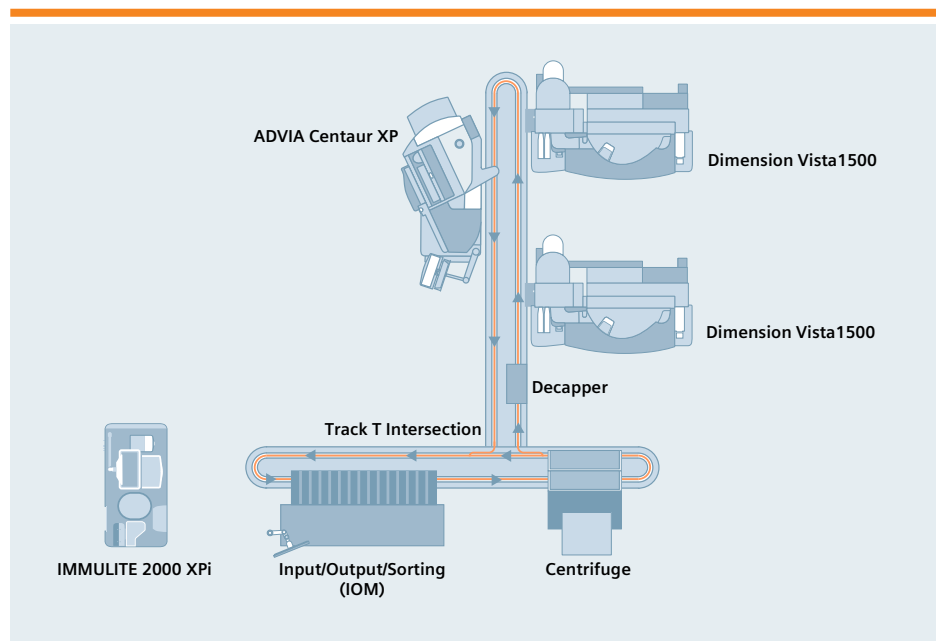 ADVIA Centaur XP
Dimension Vista1500
Dimension Vista1500
Decapper
Track T Intersection
IMMULITE 2000 XPi
Input/Output/Sorting
(IOM)
Centrifuge